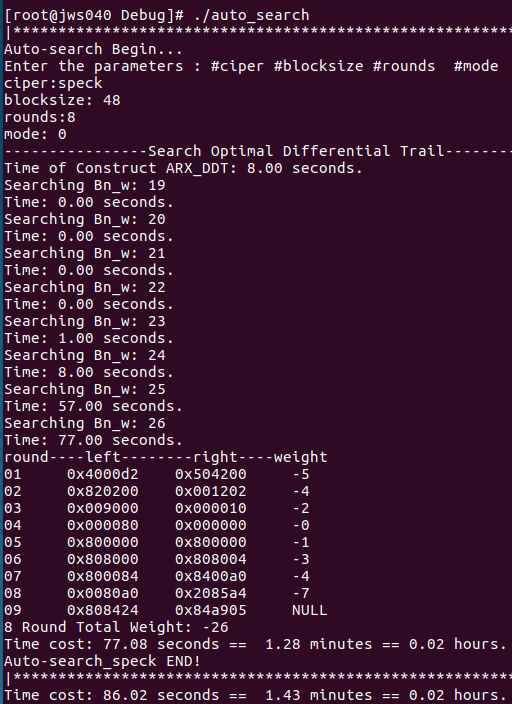 [root@jws040 Debug]# ./auto_search
|*********************************************************
Auto-search Begin...
Enter the parameters : #ciper #blocksize #rounds  #mode
ciper:speck
blocksize: 48
rounds:8
mode: 0
----------------Search Optimal Differential Trail--------
Time of Construct ARX_DDT: 8.00 seconds.
Searching Bn_w: 19
Time: 0.00 seconds.
Searching Bn_w: 20
Time: 0.00 seconds.
Searching Bn_w: 21
Time: 0.00 seconds.
Searching Bn_w: 22
Time: 0.00 seconds.
Searching Bn_w: 23
Time: 1.00 seconds.
Searching Bn_w: 24
Time: 8.00 seconds.
Searching Bn_w: 25
Time: 57.00 seconds.
Searching Bn_w: 26
Time: 77.00 seconds.
round----left--------right----weight
01     0x4000d2    0x504200     -5
02     0x820200    0x001202     -4
03     0x009000    0x000010     -2
04     0x000080    0x000000     -0
05     0x800000    0x800000     -1
06     0x808000    0x808004     -3
07     0x800084    0x8400a0     -4
08     0x0080a0    0x2085a4     -7
09     0x808424    0x84a905     NULL
8 Round Total Weight: -26
Time cost: 77.08 seconds ==  1.28 minutes == 0.02 hours.
Auto-search_speck END!
|*********************************************************
Time cost: 86.02 seconds ==  1.43 minutes == 0.02 hours.